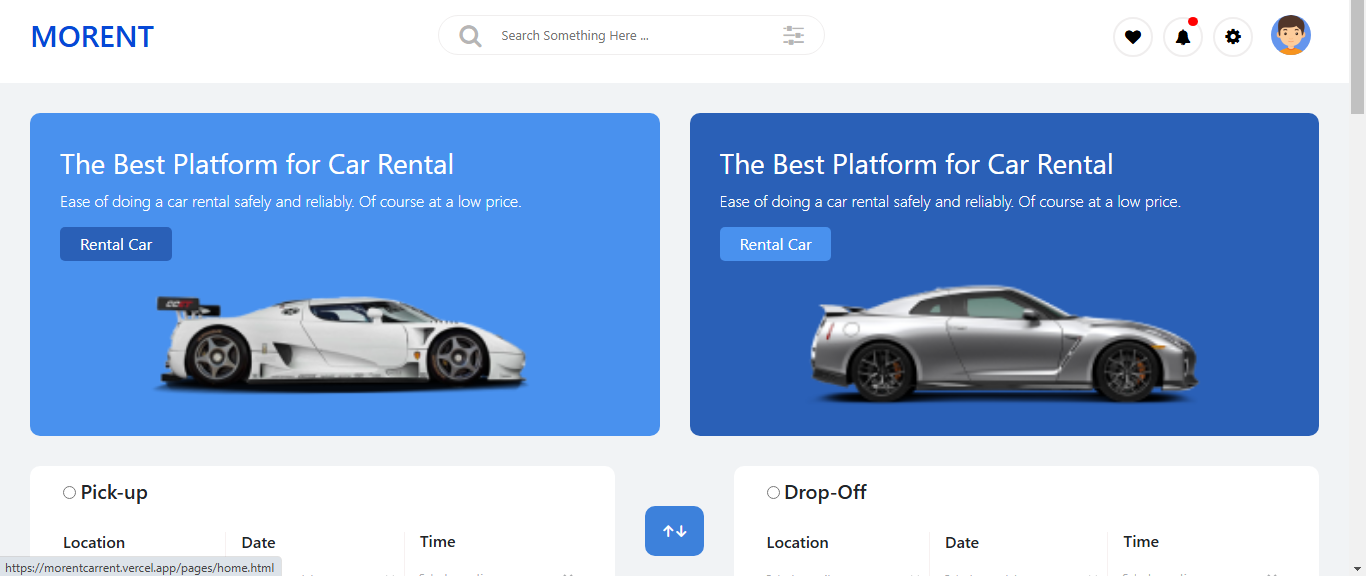 MORENT
Search Something Here ...
The Best Platform for Car Rental
Ease of doing a car rental safely and reliably. Of course at a low price.
Rental Car
The Best Platform for Car Rental
Ease of doing a car rental safely and reliably. Of course at a low price.
Rental Car
Pick-up
Location
Date
Time
Drop-Off
Location
Date
Time
https://morentcarrent.vercel.app/pages/home.html